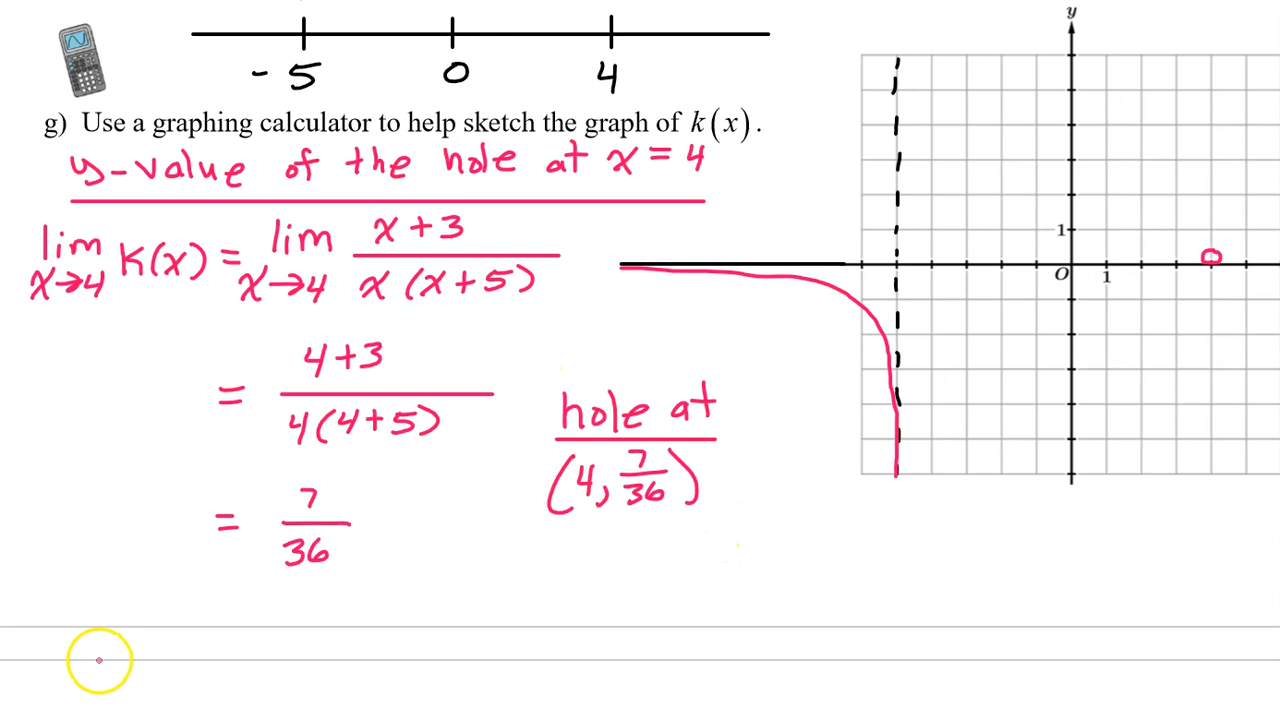 -5 0 4
g) Use a graphing calculator to help sketch the graph of k(x).
y-value of the hole at x = 4
lim x→4 K(x) = lim x→4 (x+3)/(x(x+5))
= (4+3)/(4(4+5))
= 7/36
hole at
(4, 7/36)
y
1
O 1